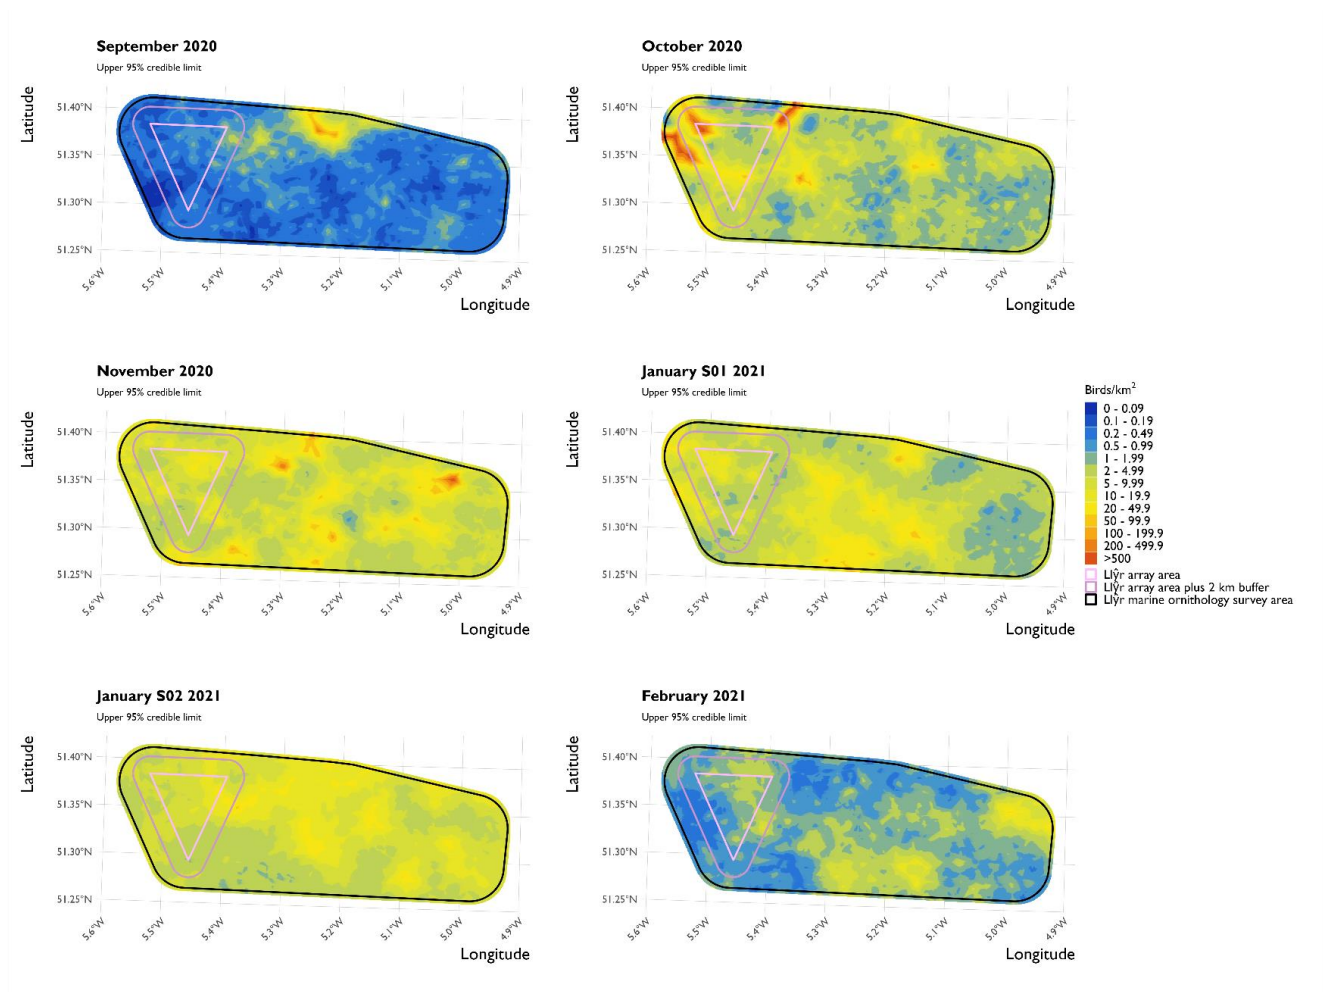 September 2020
Upper 95% credible limit
Latitude
51.40°N
51.35°N
51.30°N
51.25°N
5.6°W
5.5°W
5.4°W
5.3°W
5.2°W
5.1°W
5.0°W
4.9°W
Longitude
October 2020
Upper 95% credible limit
Latitude
51.40°N
51.35°N
51.30°N
51.25°N
5.6°W
5.5°W
5.4°W
5.3°W
5.2°W
5.1°W
5.0°W
4.9°W
Longitude
November 2020
Upper 95% credible limit
Latitude
51.40°N
51.35°N
51.30°N
51.25°N
5.6°W
5.5°W
5.4°W
5.3°W
5.2°W
5.1°W
5.0°W
4.9°W
Longitude
January S01 2021
Upper 95% credible limit
Latitude
51.40°N
51.35°N
51.30°N
51.25°N
5.6°W
5.5°W
5.4°W
5.3°W
5.2°W
5.1°W
5.0°W
4.9°W
Longitude
Birds/km²
0 - 0.09
0.1 - 0.19
0.2 - 0.49
0.5 - 0.99
1 - 1.99
2 - 4.99
5 - 9.99
10 - 19.9
20 - 49.9
50 - 99.9
100 - 199.9
200 - 499.9
>500
Llŷr array area
Llŷr array area plus 2 km buffer
Llŷr marine ornithology survey area
January S02 2021
Upper 95% credible limit
Latitude
51.40°N
51.35°N
51.30°N
51.25°N
5.6°W
5.5°W
5.4°W
5.3°W
5.2°W
5.1°W
5.0°W
4.9°W
Longitude
February 2021
Upper 95% credible limit
Latitude
51.40°N
51.35°N
51.30°N
51.25°N
5.6°W
5.5°W
5.4°W
5.3°W
5.2°W
5.1°W
5.0°W
4.9°W
Longitude